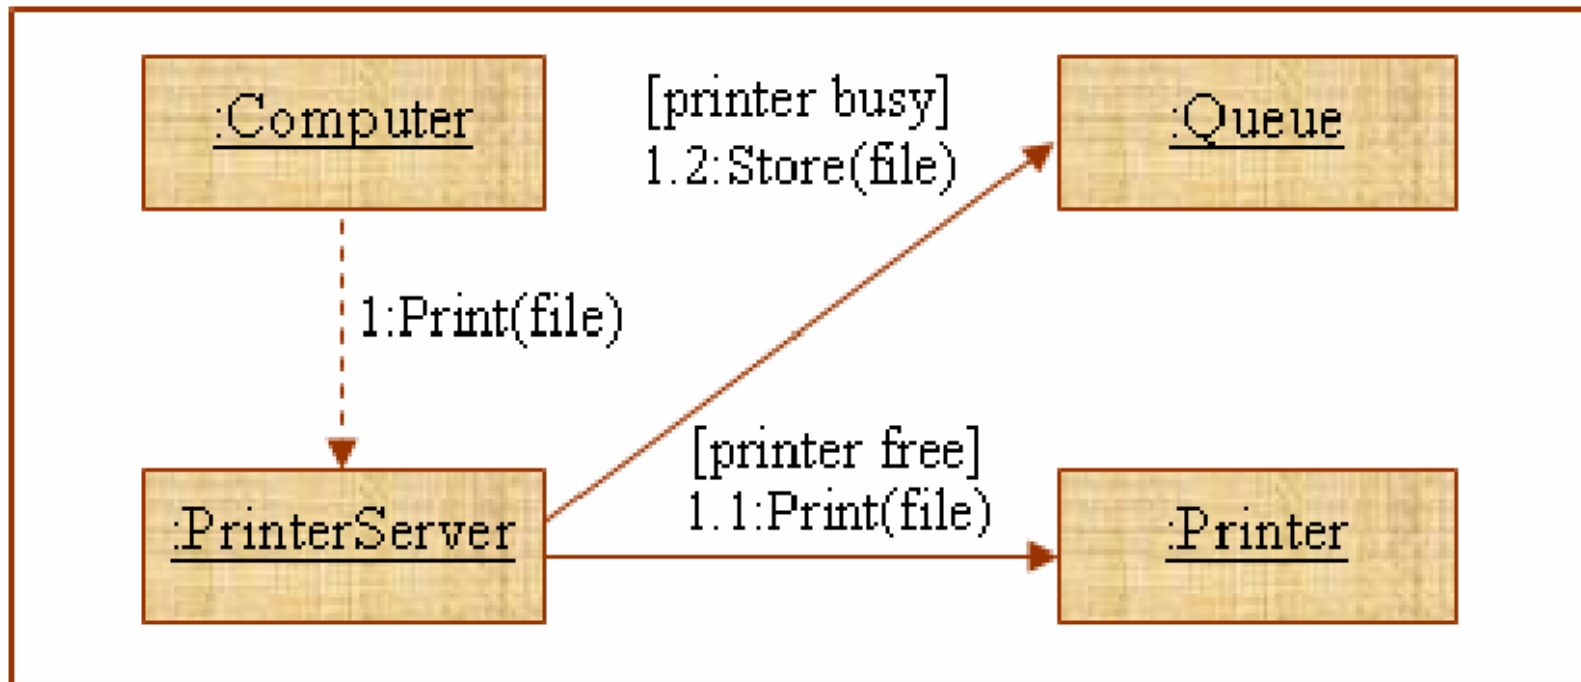 :Computer
[printer busy]
1.2:Store(file)
:Queue
1:Print(file)
[printer free]
1.1:Print(file)
:PrinterServer
:Printer